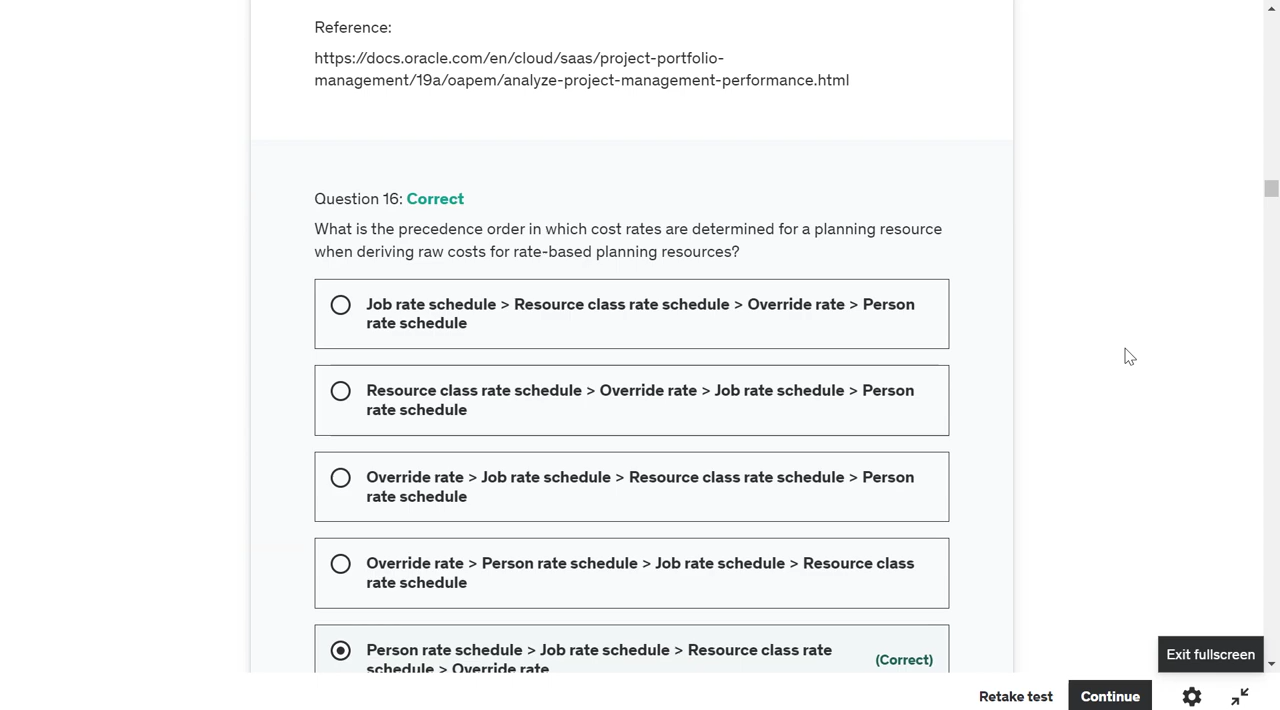 Reference:
https://docs.oracle.com/en/cloud/saas/project-portfolio-
management/19a/oapem/analyze-project-management-performance.html
Question 16: Correct
What is the precedence order in which cost rates are determined for a planning resource
when deriving raw costs for rate-based planning resources?
Job rate schedule > Resource class rate schedule > Override rate > Person
rate schedule
Resource class rate schedule > Override rate > Job rate schedule > Person
rate schedule
Override rate > Job rate schedule > Resource class rate schedule > Person
rate schedule
Override rate > Person rate schedule > Job rate schedule > Resource class
rate schedule
Person rate schedule > Job rate schedule > Resource class rate
schedule > Override rate
(Correct)
Exit fullscreen
Retake test
Continue